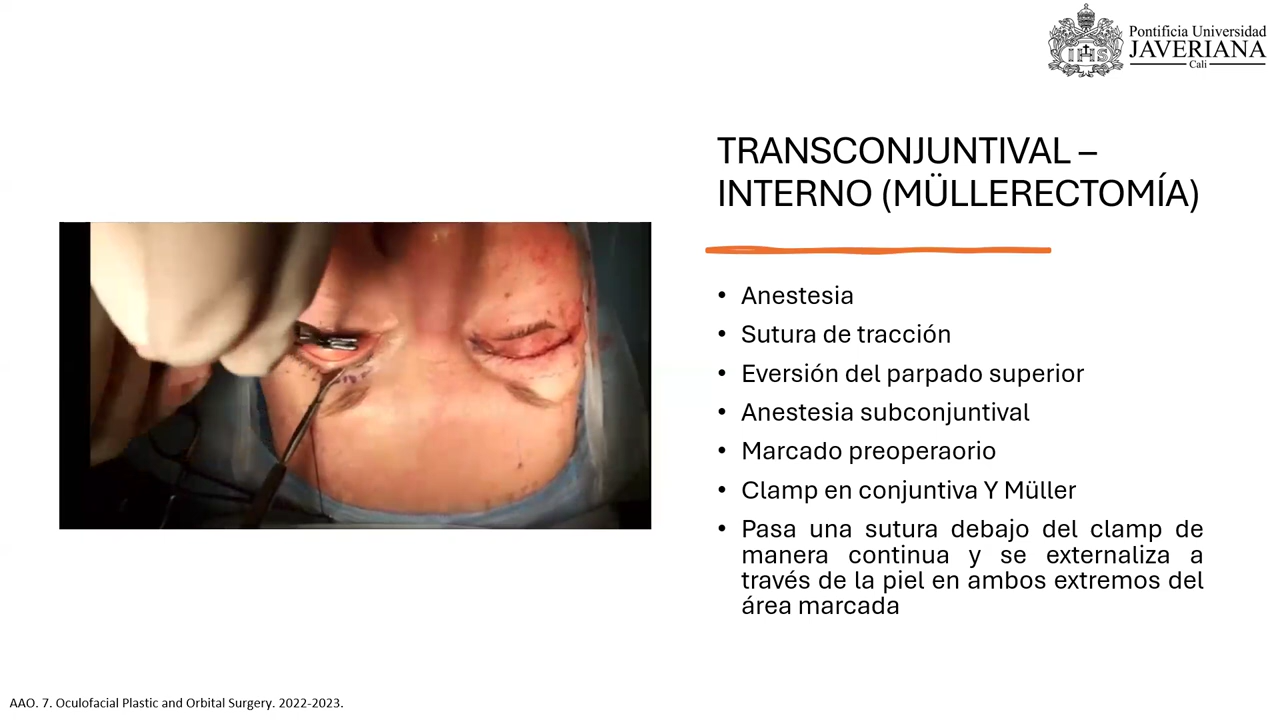 Pontificia Universidad
JAVERIANA
Cali
IHS
TRANSCONJUNTIVAL –
INTERNO (MÜLLERECTOMÍA)
• Anestesia
• Sutura de tracción
• Eversión del parpado superior
• Anestesia subconjuntival
• Marcado preoperaorio
• Clamp en conjuntiva Y Müller
• Pasa una sutura debajo del clamp de
manera continua y se externaliza a
través de la piel en ambos extremos del
área marcada
AAO. 7. Oculofacial Plastic and Orbital Surgery. 2022-2023.